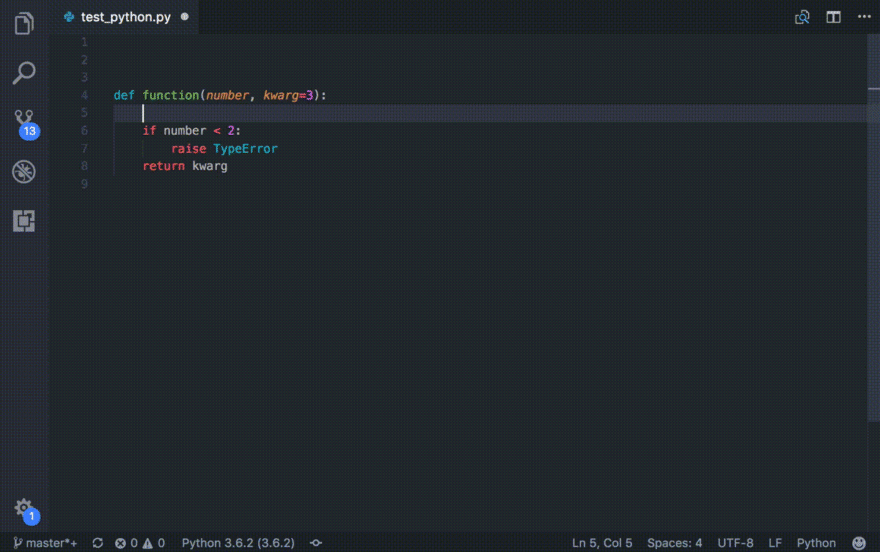 test_python.py
1
2
3
4 def function(number, kwarg=3):
5
6     if number < 2:
7         raise TypeError
8     return kwarg
9
13
1
master*+ 0 0 Python 3.6.2 (3.6.2) Ln 5, Col 5 Spaces: 4 UTF-8 LF Python